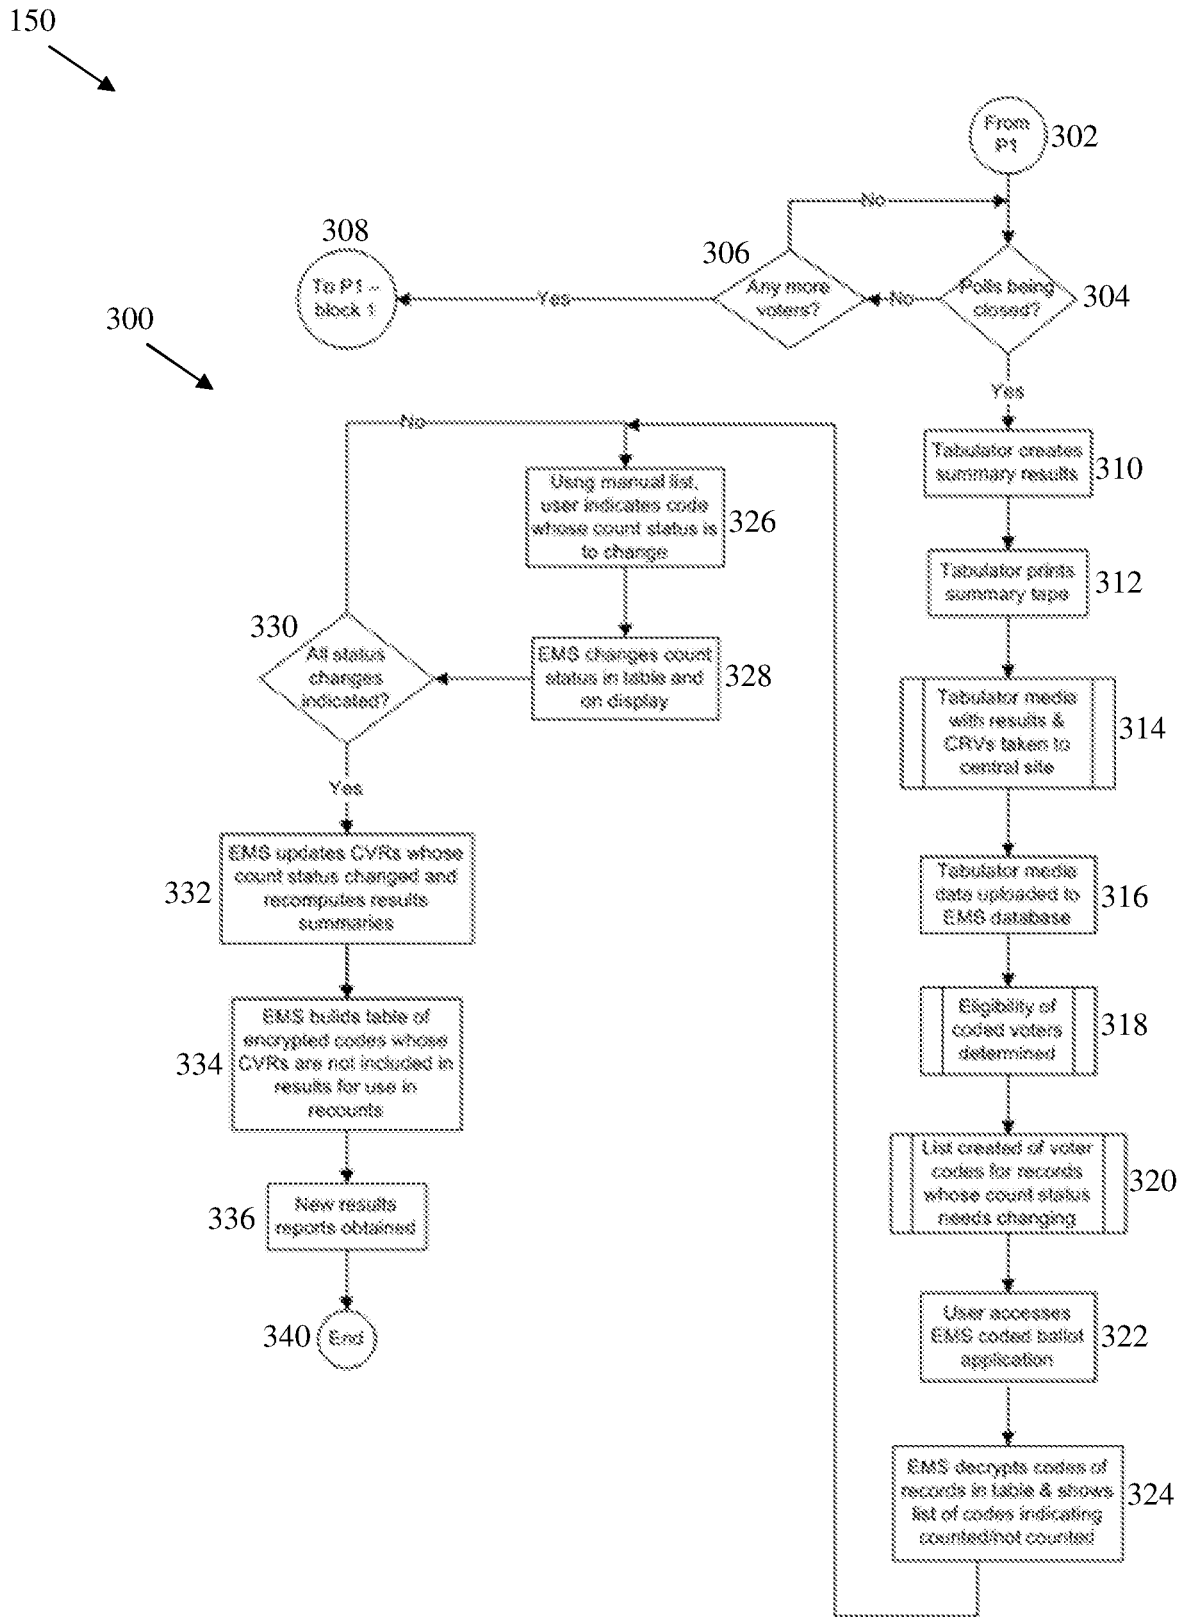 150
From
P1
302
No
308
To P1 –
block 1
Yes
306
Any more
voters?
No
Polls being
closed?
304
Yes
300
Tabulator creates
summary results
310
Tabulator prints
summary tape
312
Tabulator media
with results &
CRVs taken to
central site
314
Tabulator media
data uploaded to
EMS database
316
Eligibility of
coded voters
determined
318
List created of voter
codes for records
whose count status
needs changing
320
User accesses
EMS coded ballot
application
322
EMS decrypts codes of
records in table & shows
list of codes indicating
counted/not counted
324
No
Usng manual list,
user indicates code
whose count status is
to change
326
EMS changes count
status in table and
on display
328
330
All status
changes
indicated?
Yes
EMS updates CVRs whose
count status changed and
recomputes results
summaries
332
EMS builds table of
encrypted codes whose
CVRs are not included in
results for use in
recounts
334
New results
reports obtained
336
340
End